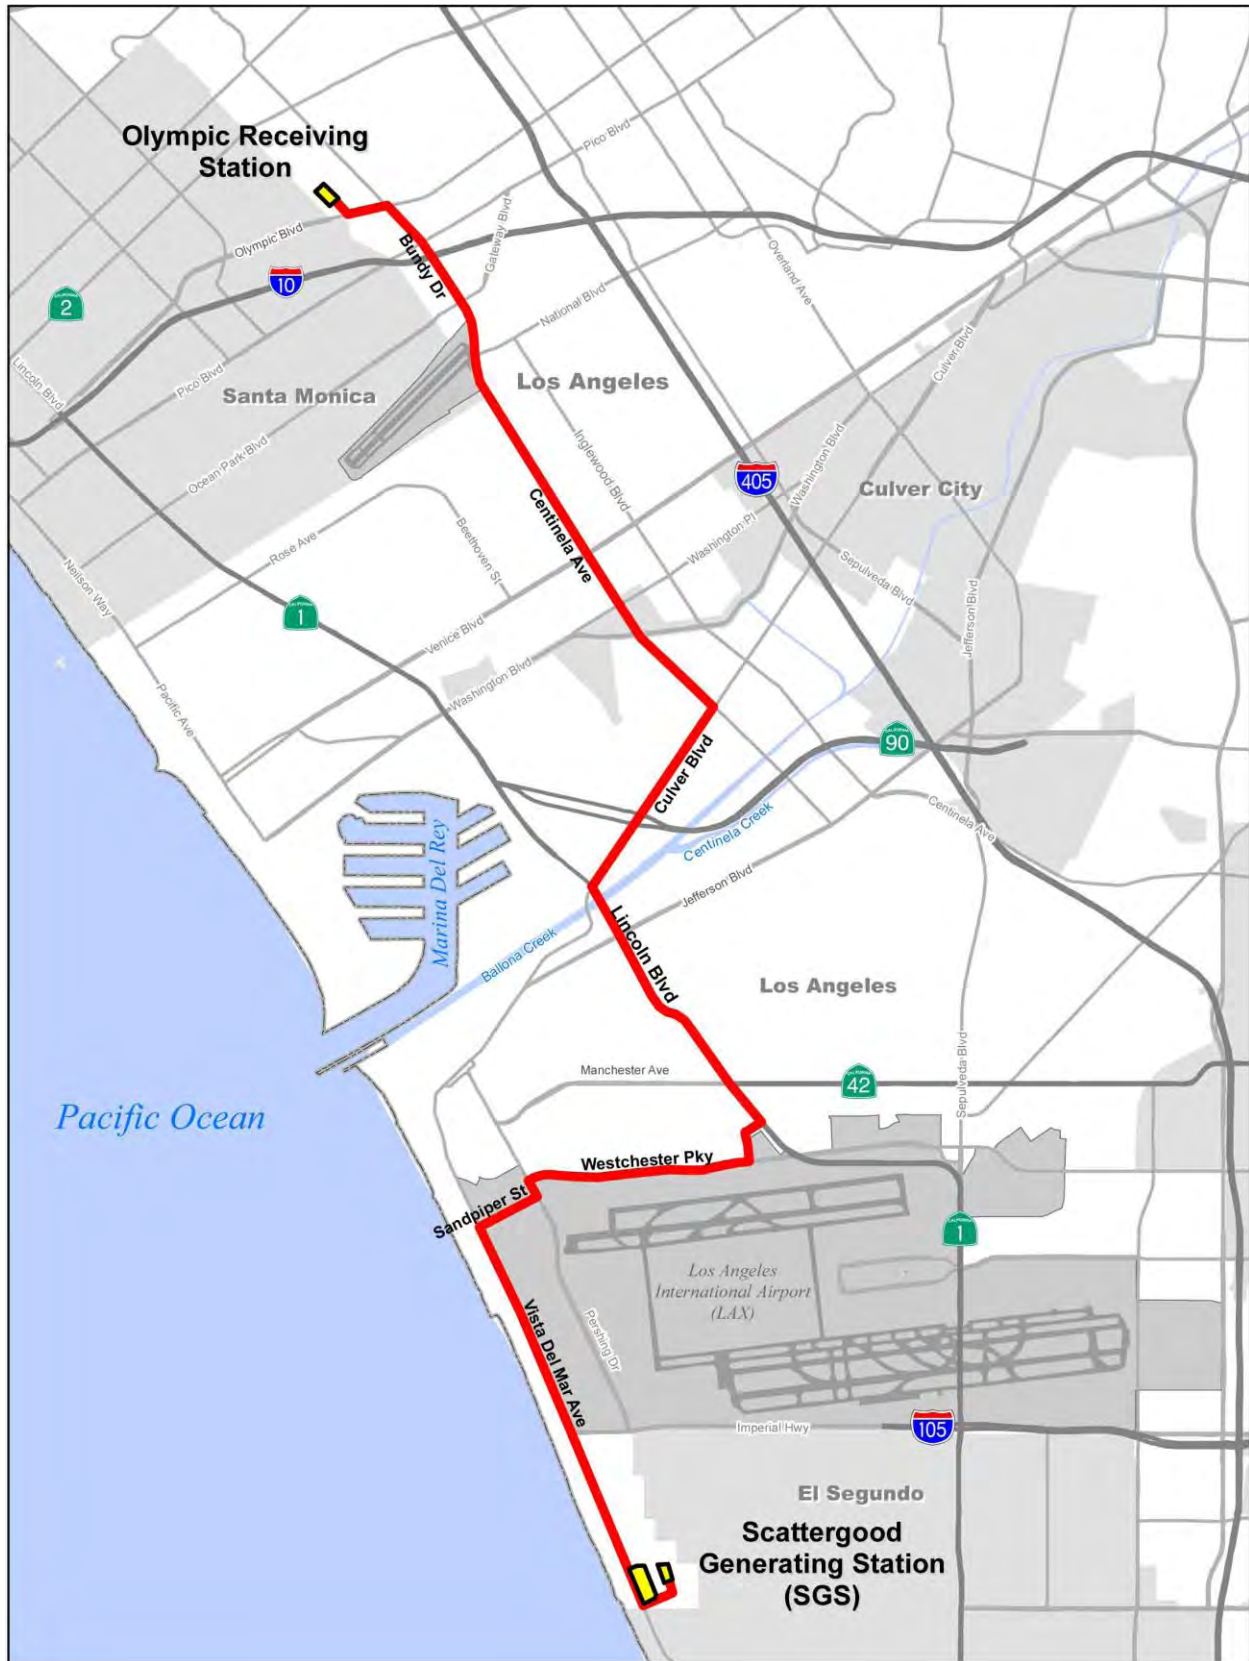 Pico Blvd
Olympic Receiving
Station
Olympic Blvd
Bundy Dr
Gateway Blvd
Overland Ave
10
CALIFORNIA
2
National Blvd
Culver Blvd
Lincoln Blvd
Pico Blvd
Santa Monica
Los Angeles
Ocean Park Blvd
Inglewood Blvd
405
Washington Blvd
Culver City
Centinela Ave
Rose Ave
Beethoven St
Washington Pl
Sepulveda Blvd
Neilson Way
CALIFORNIA
1
Venice Blvd
Jefferson Blvd
Washington Blvd
Pacific Ave
CALIFORNIA
90
Culver Blvd
Centinela Creek
Centinela Ave
Marina Del Rey
Jefferson Blvd
Ballona Creek
Lincoln Blvd
Los Angeles
Manchester Ave
CALIFORNIA
42
Sepulveda Blvd
Pacific Ocean
Westchester Pky
Sandpiper St
CALIFORNIA
1
Los Angeles
International Airport
(LAX)
Vista Del Mar Ave
Pershing Dr
Imperial Hwy
105
El Segundo
Scattergood
Generating Station
(SGS)